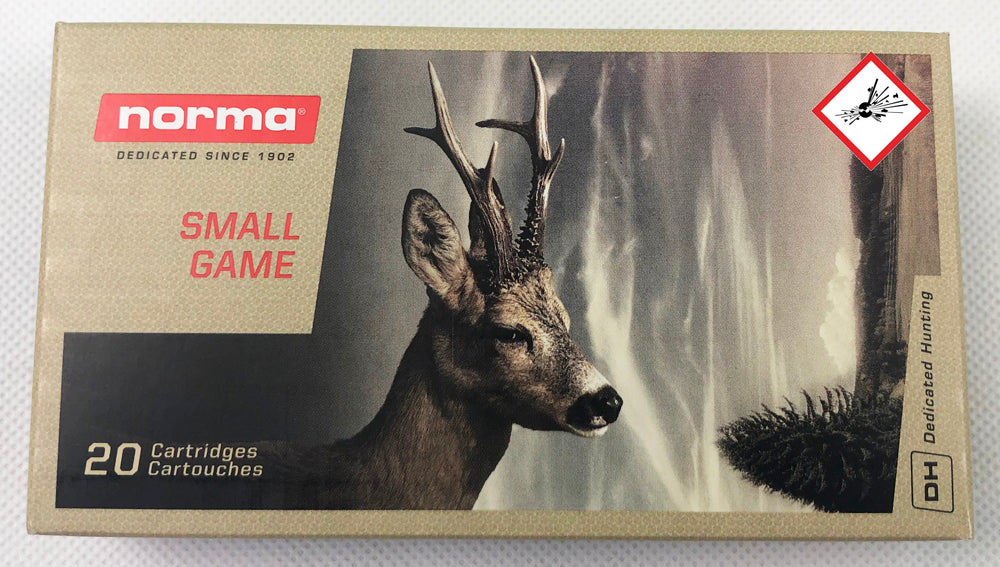 norma®
DEDICATED SINCE 1902
SMALL
GAME
20 Cartridges
Cartouches
DH Dedicated Hunting